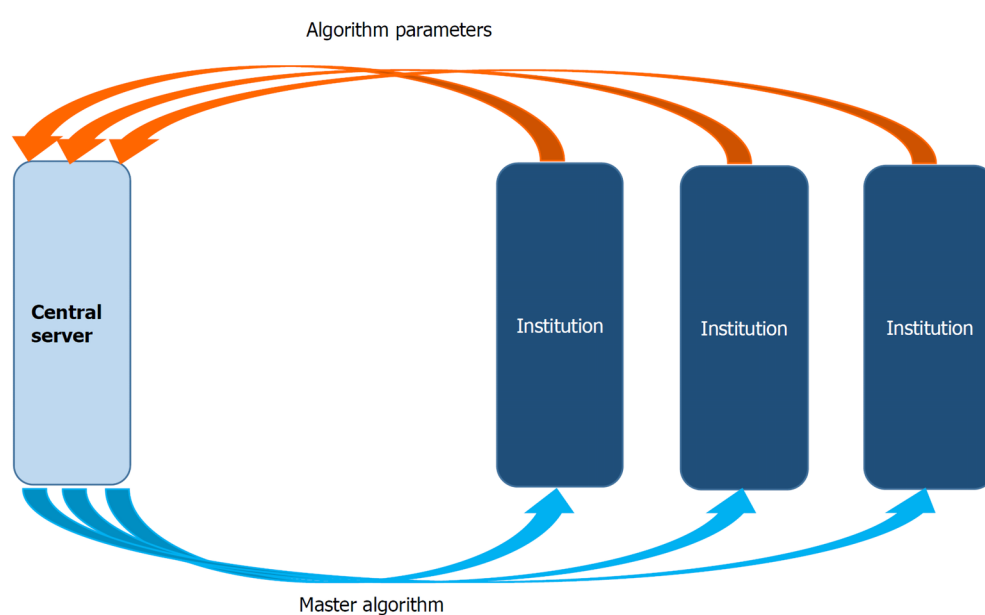 Algorithm parameters
Central
server
Institution
Institution
Institution
Master algorithm